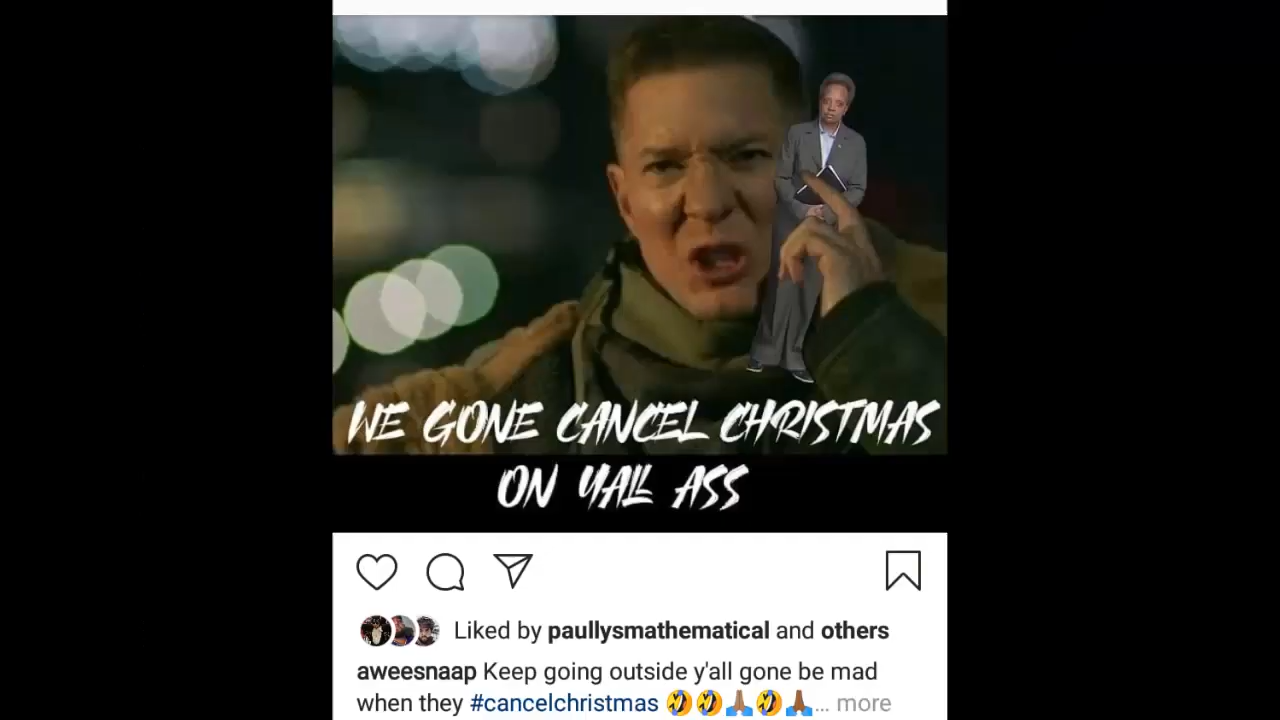 WE GONE CANCEL CHRISTMAS
ON YALL ASS
Liked by paullysmathematical and others
aweesnaap Keep going outside y'all gone be mad
when they #cancelchristmas 🤣🤣🙏🏽🤣🙏🏾... more